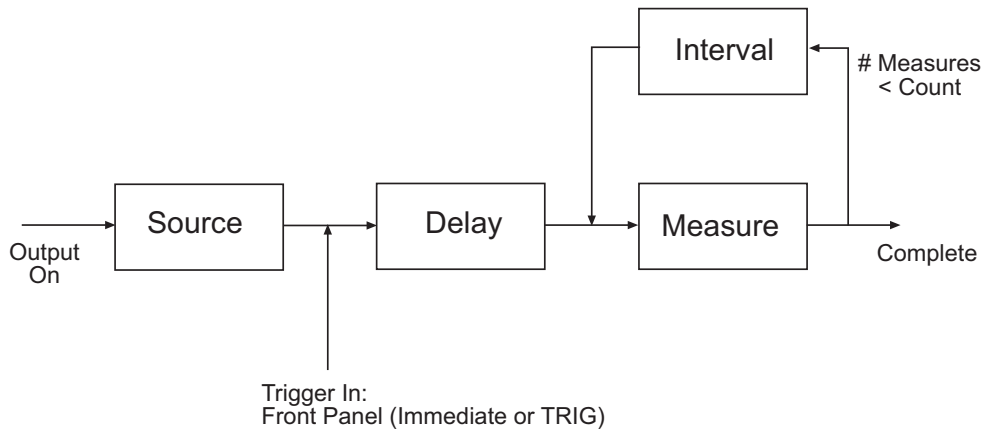 Interval
# Measures
< Count
Source
Delay
Measure
Output
On
Complete
Trigger In:
Front Panel (Immediate or TRIG)